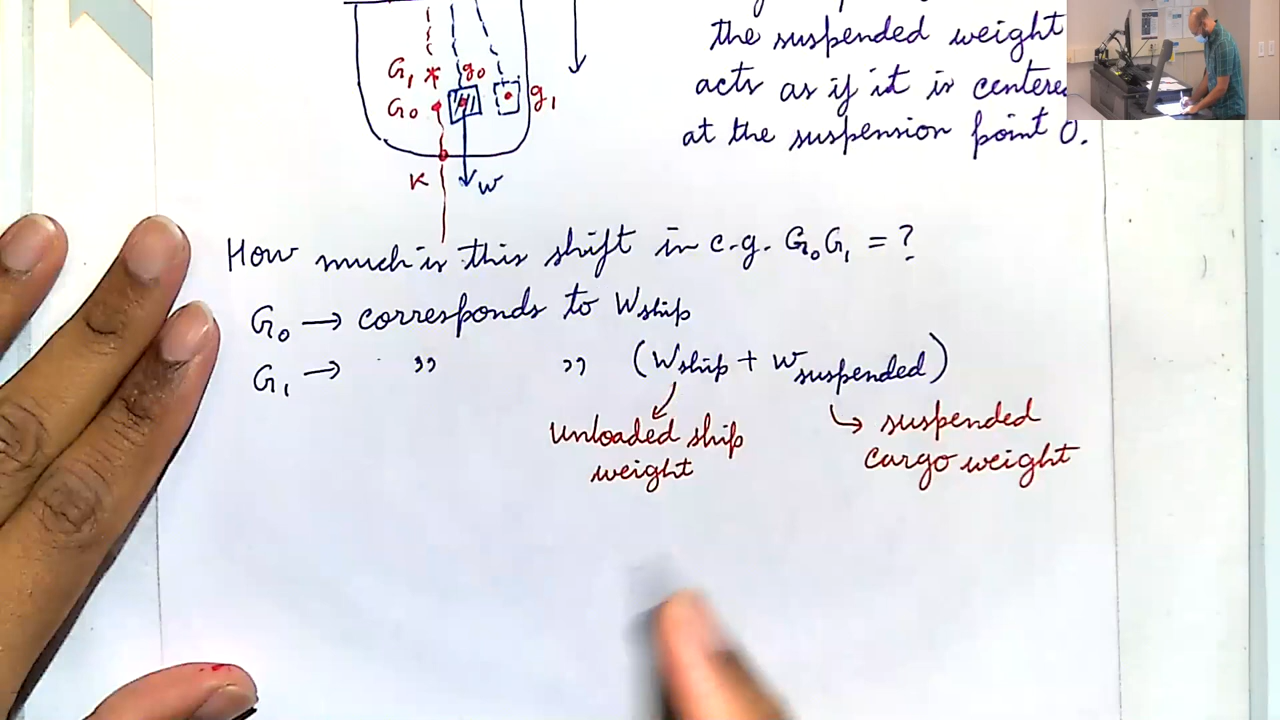 the suspended weight
acts as if it is centered
at the suspension point O.
G₁ g₀
G₀ g₁
K W
How much is this shift in c.g. G₀G₁ = ?
G₀ → corresponds to Wship
G₁ → " " (Wship + Wsuspended)
unloaded ship
weight
suspended
cargo weight